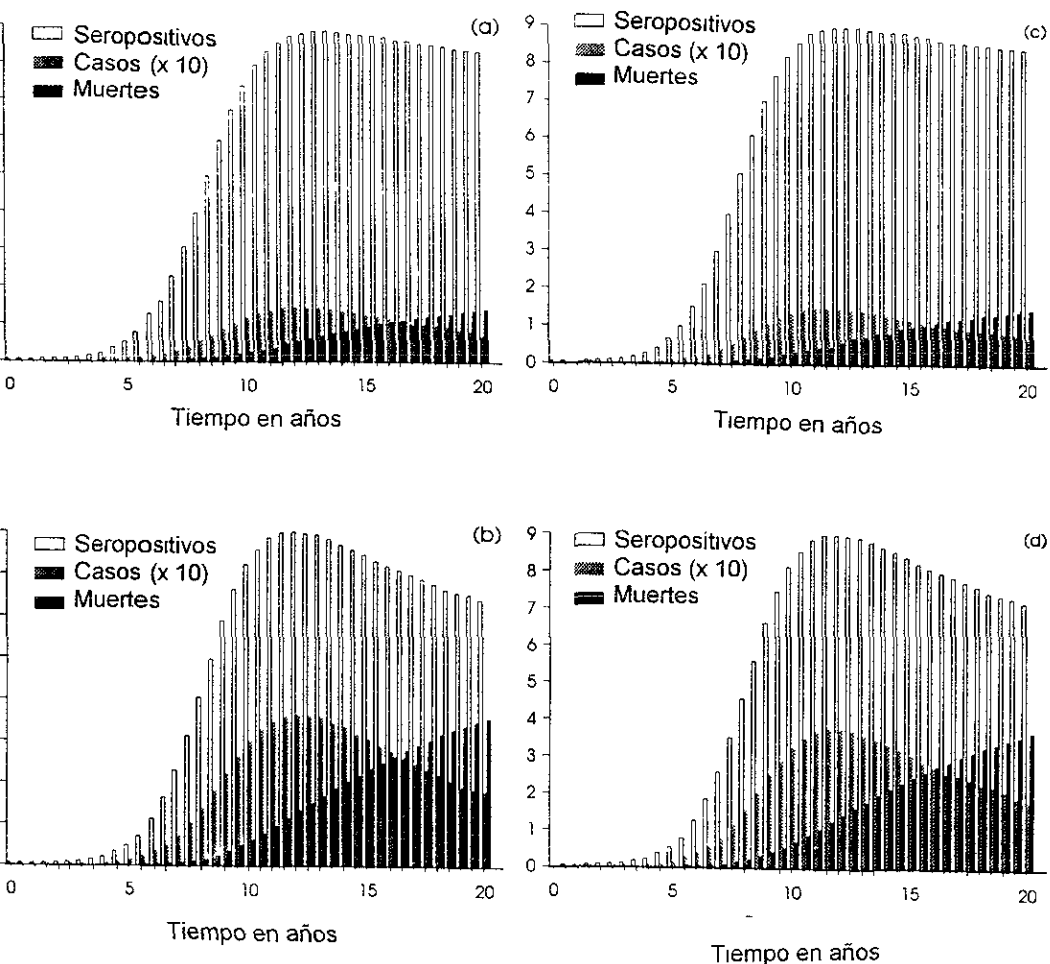 (a)
Seropositivos
Casos (x 10)
Muertes
0 5 10 15 20
Tiempo en años
(c)
Seropositivos
Casos (x 10)
Muertes
9
8
7
6
5
4
3
2
1
0
0 5 10 15 20
Tiempo en años
(b)
Seropositivos
Casos (x 10)
Muertes
0 5 10 15 20
Tiempo en años
(d)
Seropositivos
Casos (x 10)
Muertes
9
8
7
6
5
4
3
2
1
0
0 5 10 15 20
Tiempo en años